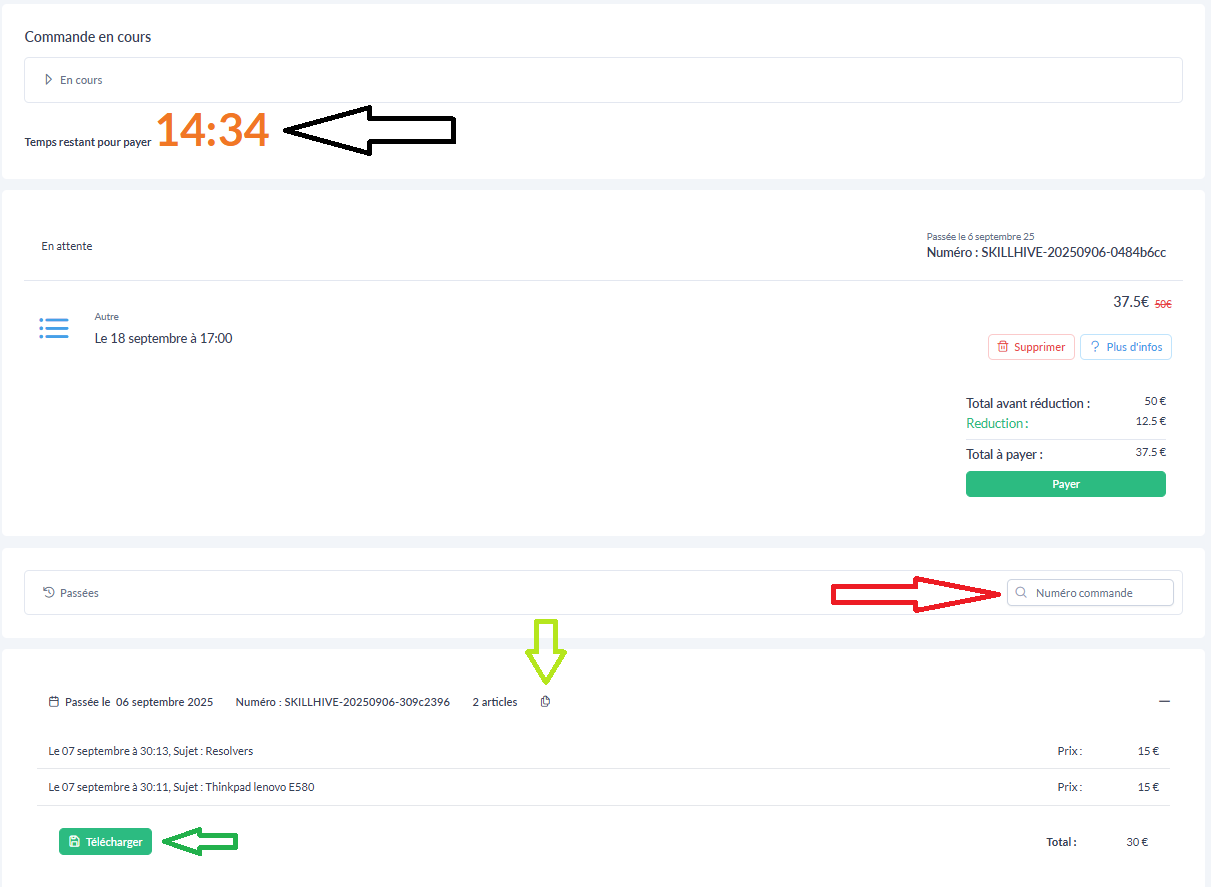 Commande en cours
En cours
Temps restant pour payer 14:34
En attente
Passée le 6 septembre 25
Numéro : SKILLHIVE-20250906-0484b6cc
37.5€ 50€
Autre
Le 18 septembre à 17:00
Supprimer ? Plus d'infos
Total avant réduction : 50 €
Reduction : 12.5 €
Total à payer : 37.5 €
Payer
Passées Numéro commande
Passée le 06 septembre 2025 Numéro : SKILLHIVE-20250906-309c2396 2 articles
Le 07 septembre à 30:13, Sujet : Resolvers Prix : 15 €
Le 07 septembre à 30:11, Sujet : Thinkpad lenovo E580 Prix : 15 €
Télécharger Total : 30 €